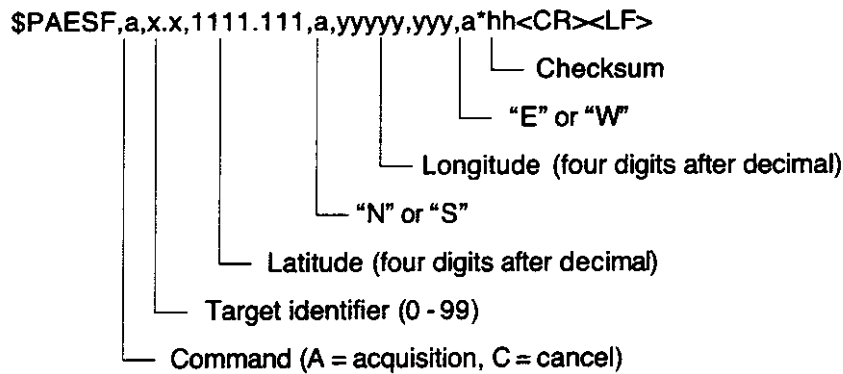 $PAESF,a,x.x,1111.111,a,yyyyy,yyy,a*hh<CR><LF>
Checksum
“E” or “W”
Longitude (four digits after decimal)
“N” or “S”
Latitude (four digits after decimal)
Target identifier (0 - 99)
Command (A = acquisition, C = cancel)